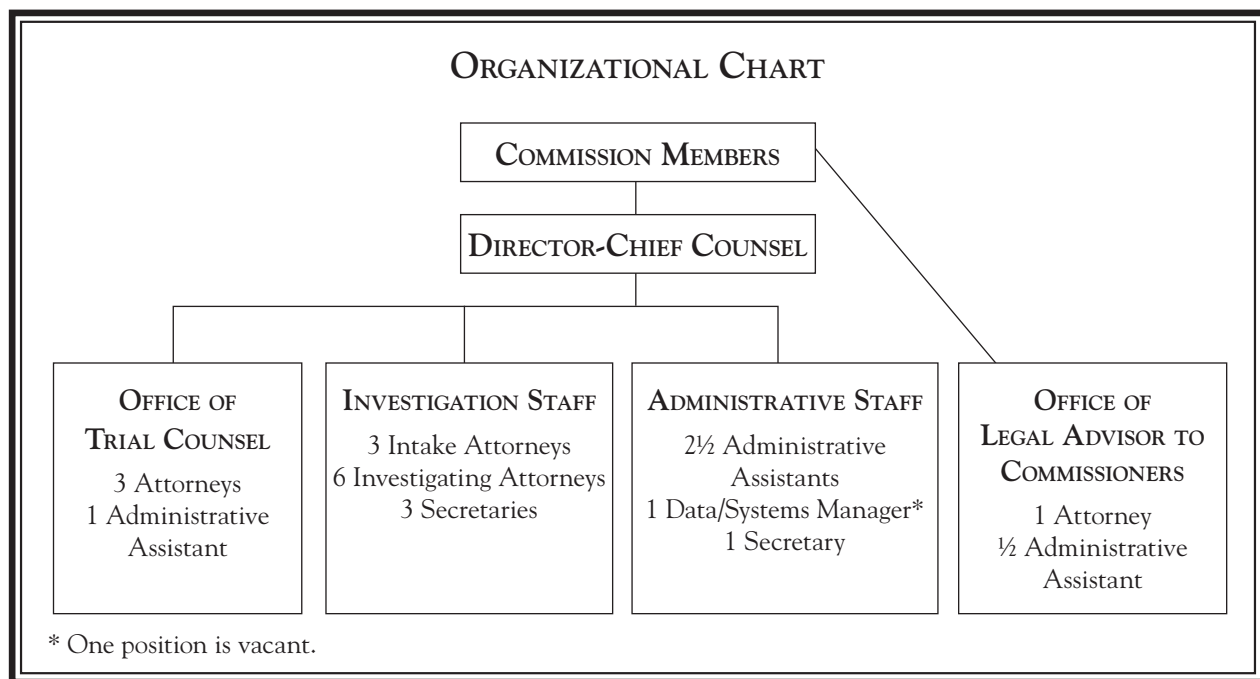 Organizational Chart
Commission Members
Director-Chief Counsel
Office of
Trial Counsel
3 Attorneys
1 Administrative
Assistant
Investigation Staff
3 Intake Attorneys
6 Investigating Attorneys
3 Secretaries
Administrative Staff
2½ Administrative
Assistants
1 Data/Systems Manager*
1 Secretary
Office of
Legal Advisor to
Commissioners
1 Attorney
½ Administrative
Assistant
* One position is vacant.